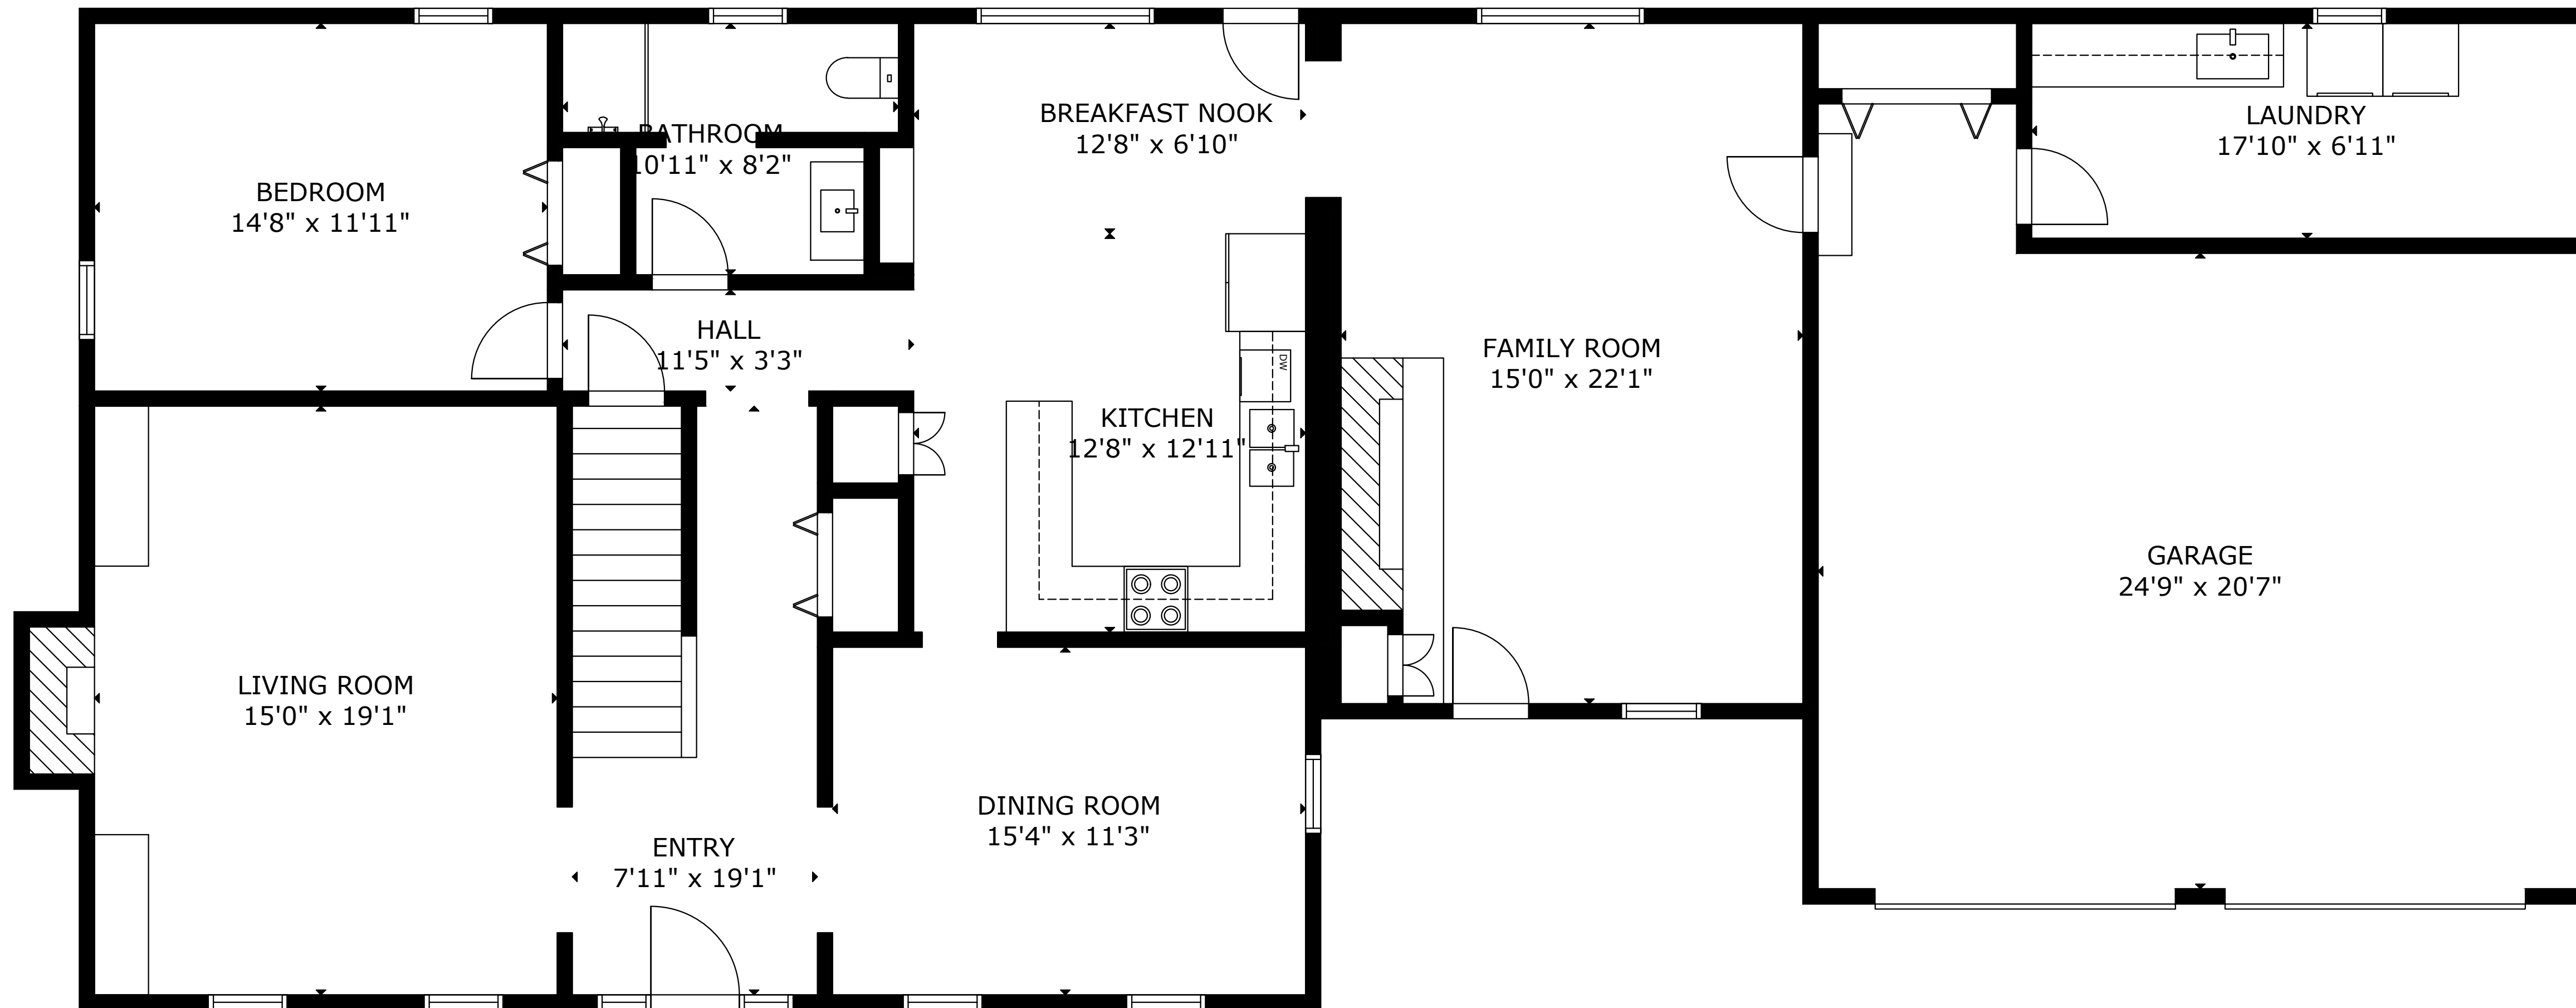 BEDROOM
14'8" x 11'11"
BATHROOM
10'11" x 8'2"
BREAKFAST NOOK
12'8" x 6'10"
LAUNDRY
17'10" x 6'11"
HALL
11'5" x 3'3"
DW
KITCHEN
12'8" x 12'11"
FAMILY ROOM
15'0" x 22'1"
GARAGE
24'9" x 20'7"
LIVING ROOM
15'0" x 19'1"
DINING ROOM
15'4" x 11'3"
ENTRY
7'11" x 19'1"